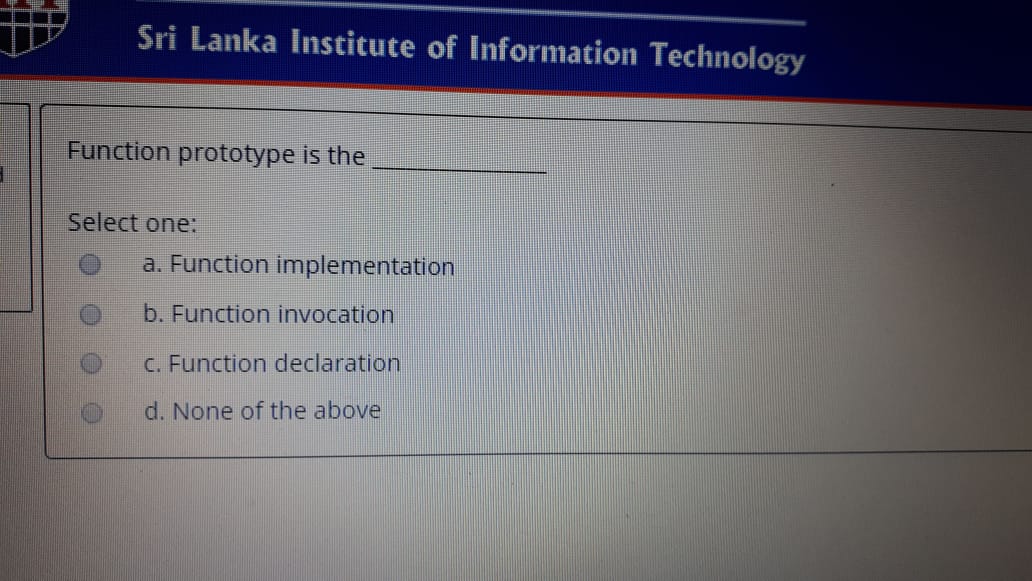 Sri Lanka Institute of Information Technology
Function prototype is the ____________
Select one:
a. Function implementation
b. Function invocation
c. Function declaration
d. None of the above